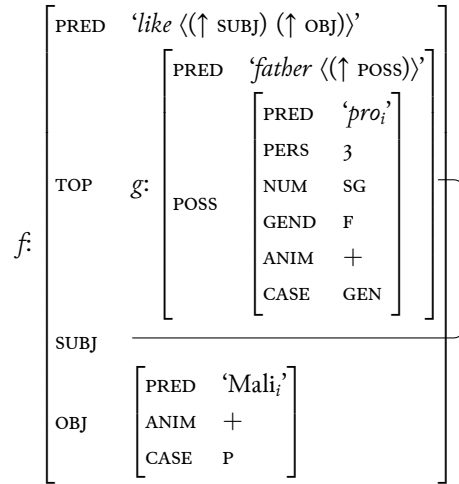 PRED ‘like ⟨(↑ SUBJ) (↑ OBJ)⟩’
PRED ‘father ⟨(↑ POSS)⟩’
PRED ‘proᵢ’
PERS 3
TOP g: NUM SG
POSS
GEND F
f:
ANIM +
CASE GEN
SUBJ
PRED ‘Maliᵢ’
OBJ ANIM +
CASE P